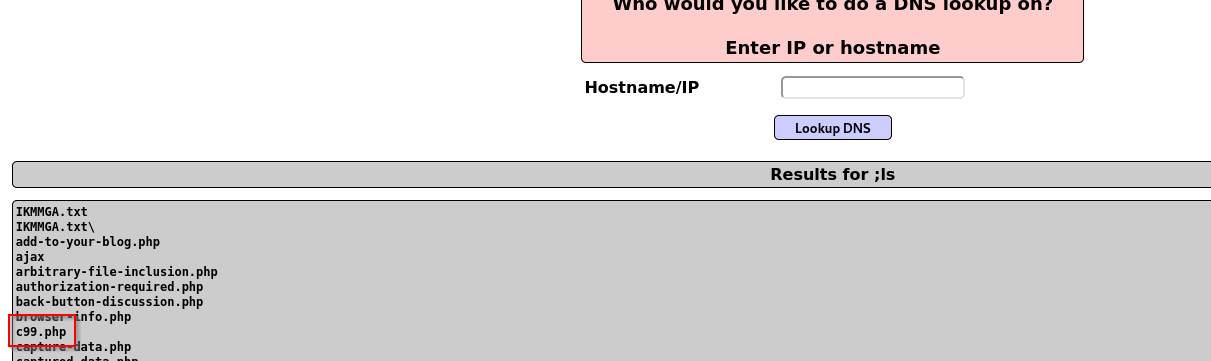 Who would you like to do a DNS lookup on?
Enter IP or hostname
Hostname/IP
Lookup DNS
Results for ;ls
IKMMGA.txt
IKMMGA.txt\
add-to-your-blog.php
ajax
arbitrary-file-inclusion.php
authorization-required.php
back-button-discussion.php
browser-info.php
c99.php
capture-data.php
captured-data.php